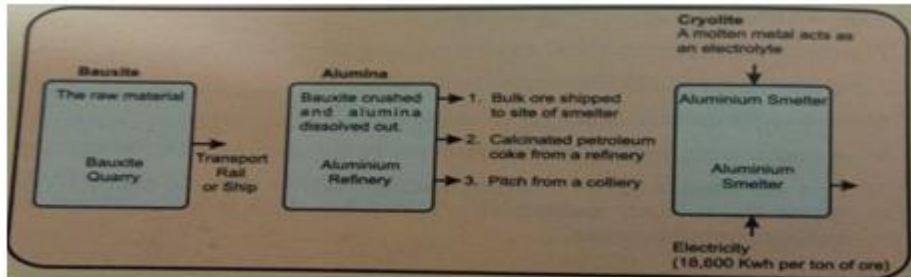 Cryolite
A molten metal acts as
an electrolyte
Bauxite
The raw material
Bauxite
Quarry
Transport
Rail
or Ship
Alumina
Bauxite crushed
and alumina
dissolved out.
Aluminium
Refinery
1. Bulk ore shipped
to site of smelter
2. Calcinated petroleum
coke from a refinery
3. Pitch from a colliery
Aluminium Smelter
Aluminium
Smelter
Electricity
(18,600 Kwh per ton of ore)